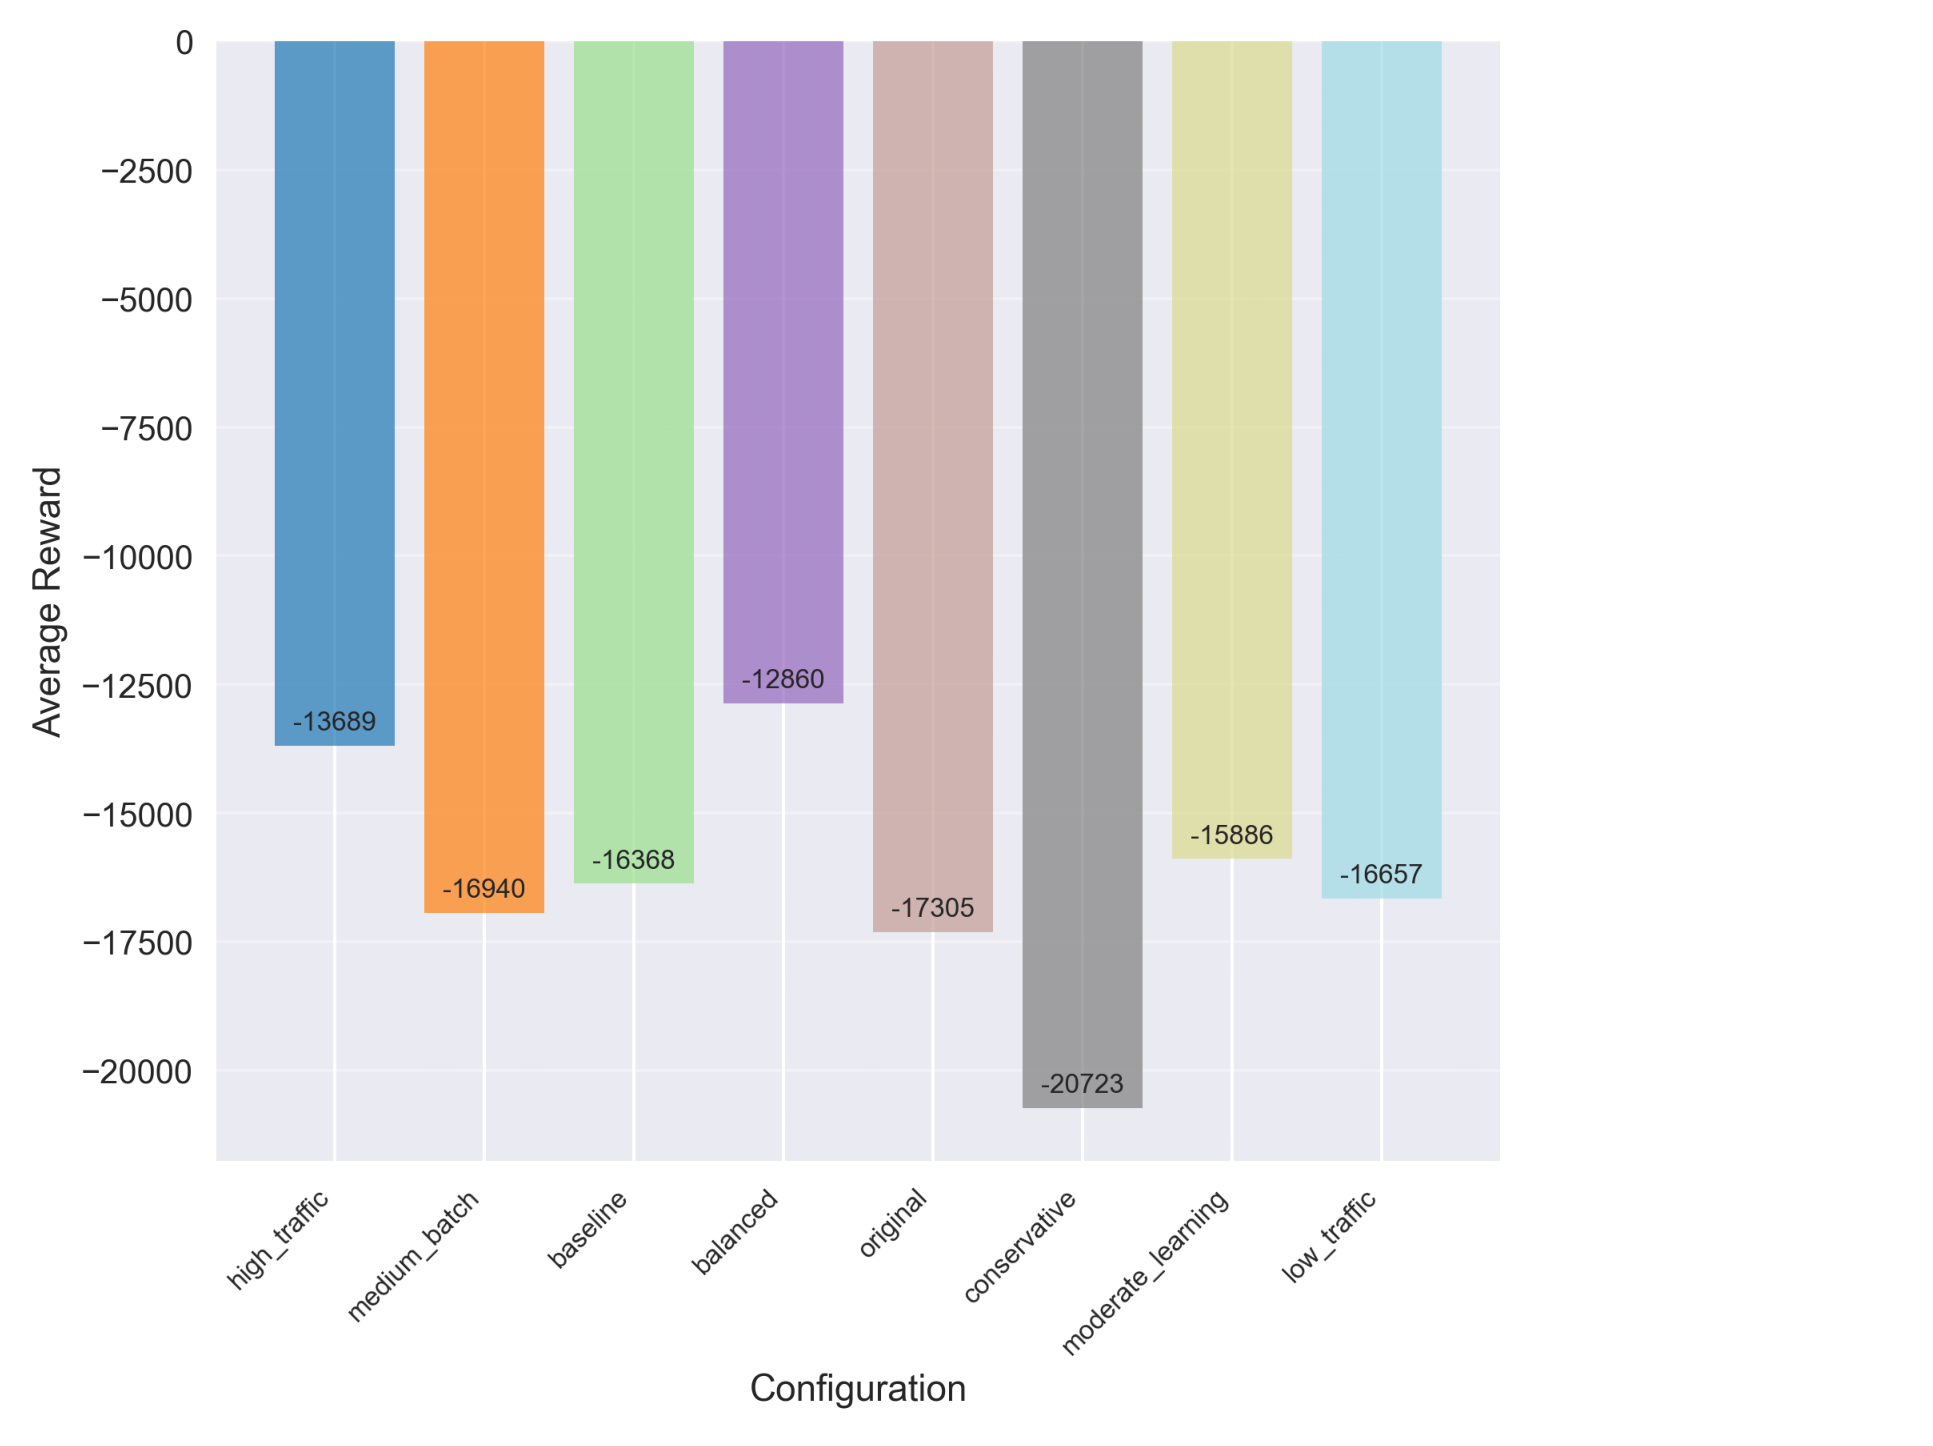 0
−2500
−5000
−7500
−10000
−12500
−15000
−17500
−20000
Average Reward
-13689
-16940
-16368
-12860
-17305
-20723
-15886
-16657
high_traffic
medium_batch
baseline
balanced
original
conservative
moderate_learning
low_traffic
Configuration